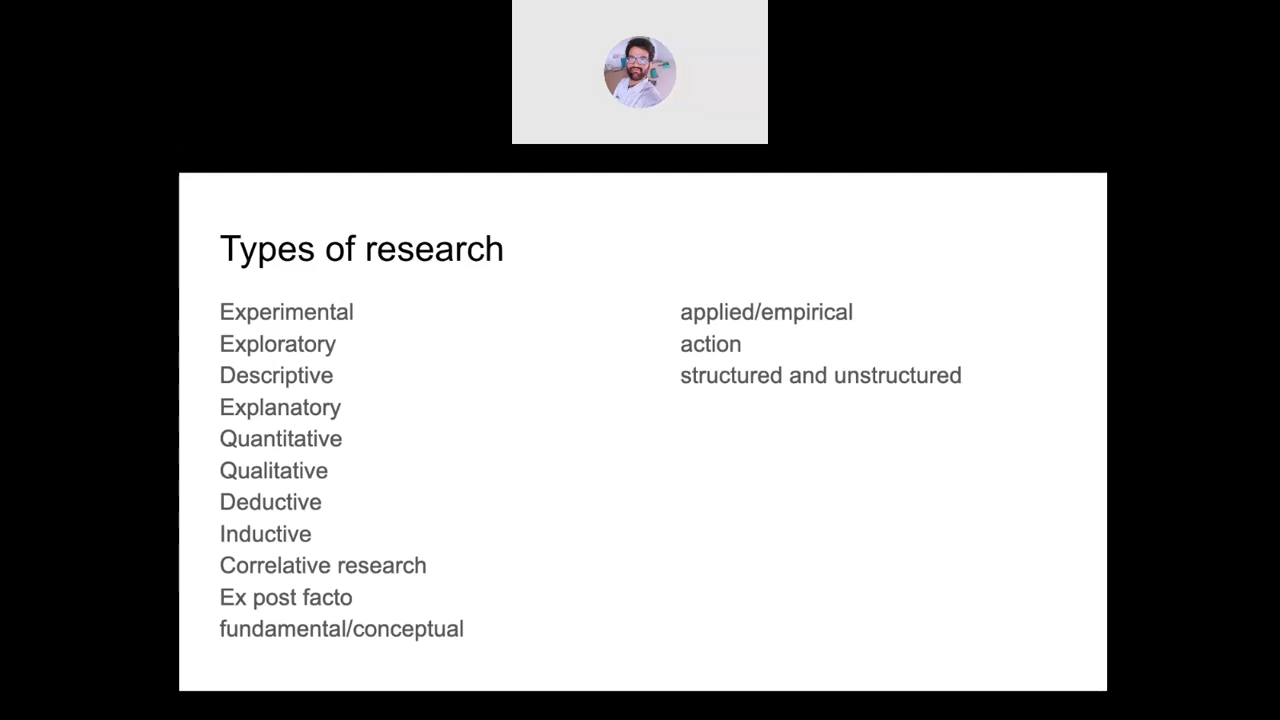 Types of research
Experimental
Exploratory
Descriptive
Explanatory
Quantitative
Qualitative
Deductive
Inductive
Correlative research
Ex post facto
fundamental/conceptual
applied/empirical
action
structured and unstructured